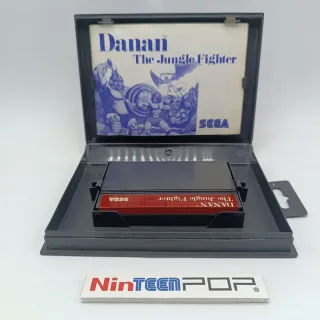 Danan
The Jungle Fighter
SEGA
DANAN
The Jungle Fighter
SEGA
NinTEENPOP.